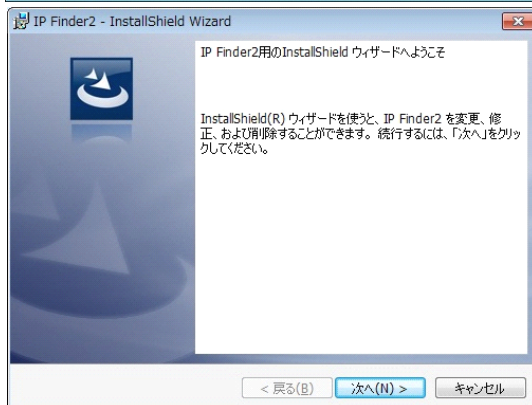 IP Finder2 - InstallShield Wizard
IP Finder2用のInstallShield ウィザードへようこそ
InstallShield(R) ウィザードを使うと、IP Finder2 を変更、修
正、および削除することができます。続行するには、「次へ」をクリッ
クしてください。
< 戻る(B) 次へ(N) > キャンセル